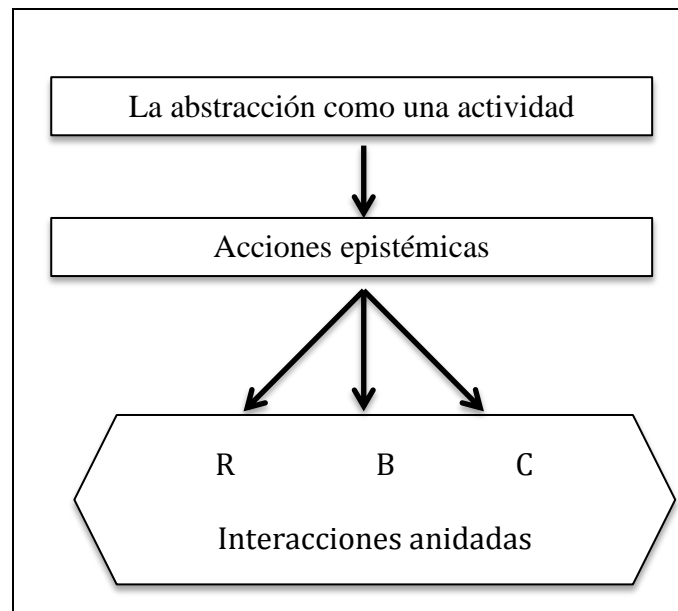 La abstracción como una actividad
Acciones epistémicas
R B C
Interacciones anidadas